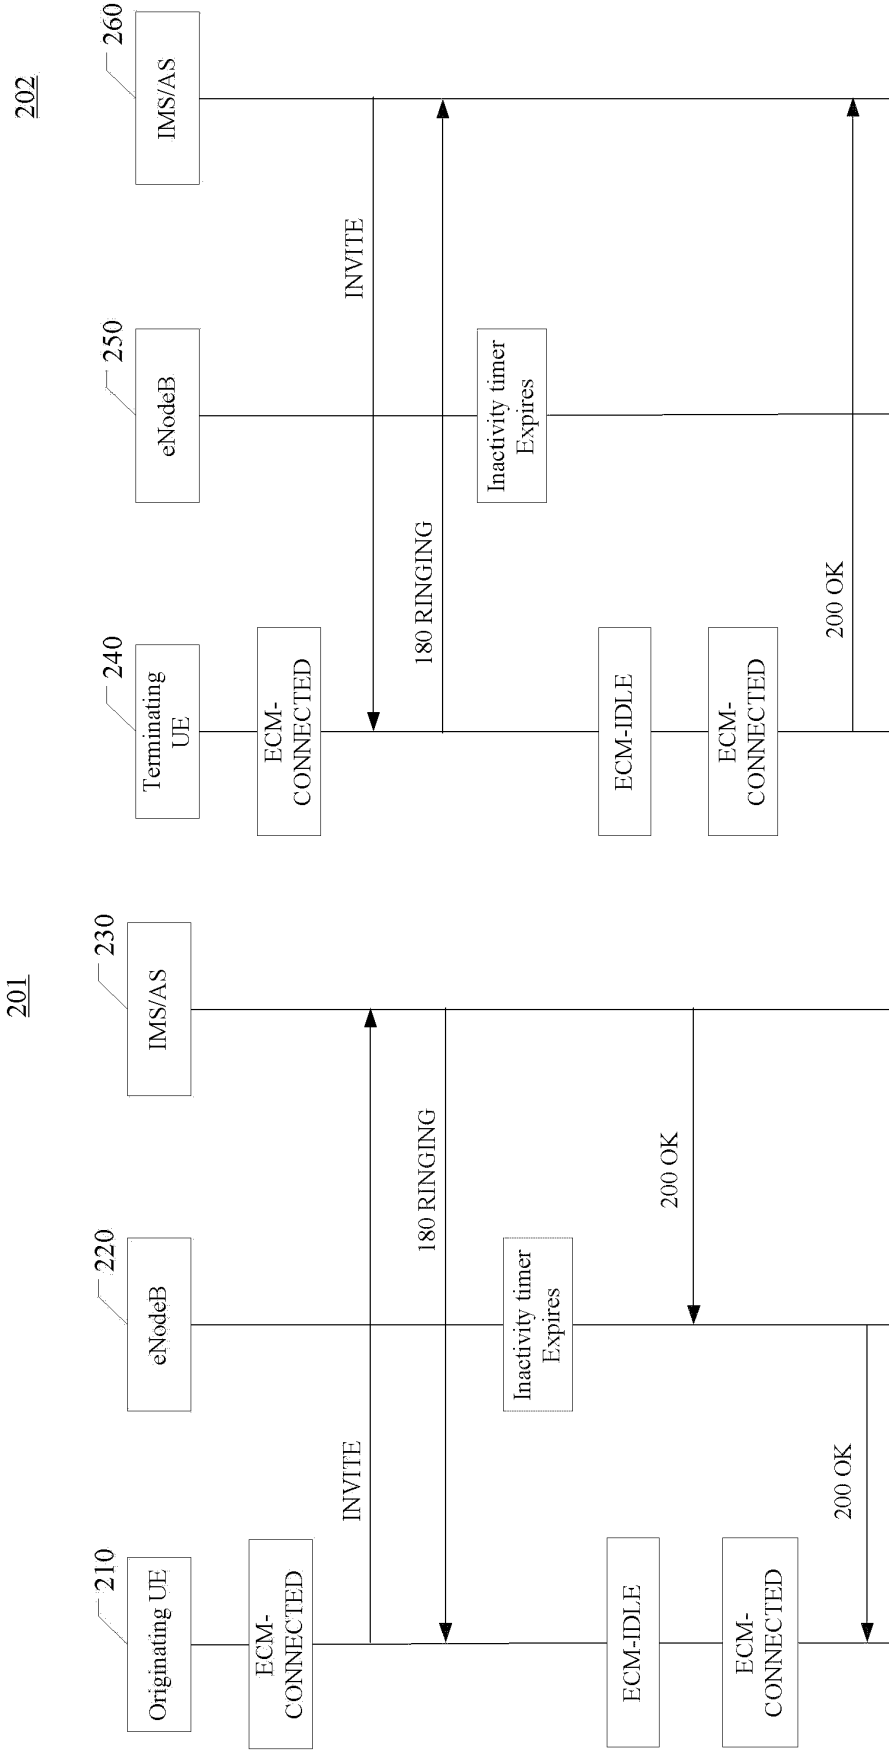 201
210
220
230
Originating UE
eNodeB
IMS/AS
ECM-
CONNECTED
INVITE
180 RINGING
Inactivity timer
Expires
ECM-IDLE
200 OK
ECM-
CONNECTED
200 OK
202
240
250
260
Terminating
UE
eNodeB
IMS/AS
ECM-
CONNECTED
INVITE
180 RINGING
Inactivity timer
Expires
ECM-IDLE
ECM-
CONNECTED
200 OK